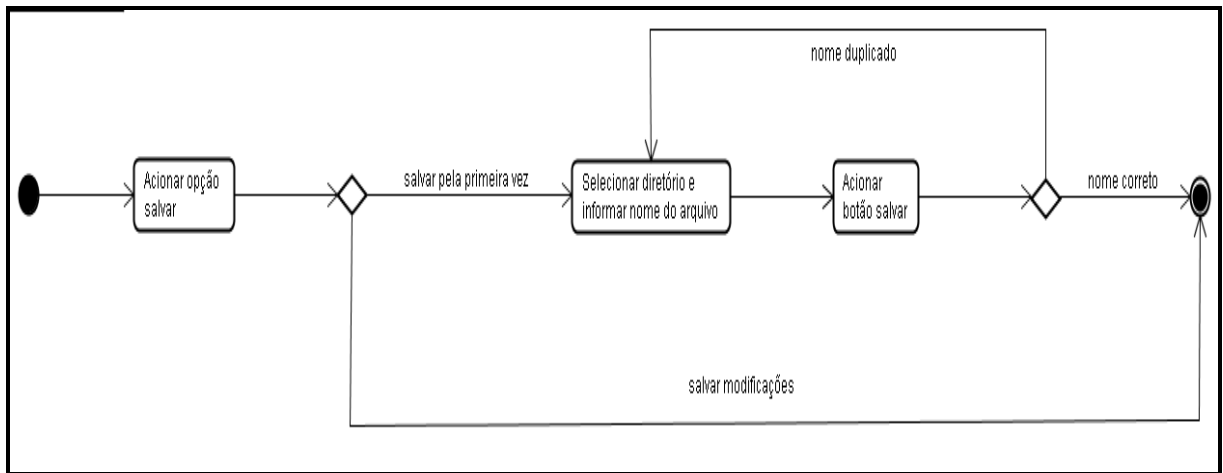 nome duplicado
Acionar opção
salvar
salvar pela primeira vez
Selecionar diretório e
informar nome do arquivo
Acionar
botão salvar
nome correto
salvar modificações